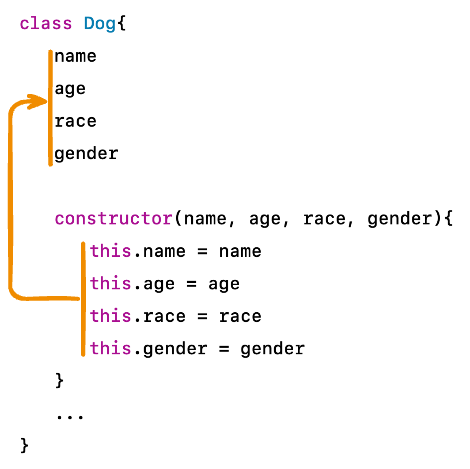 class Dog{
name
age
race
gender
constructor(name, age, race, gender){
this.name = name
this.age = age
this.race = race
this.gender = gender
}
...
}